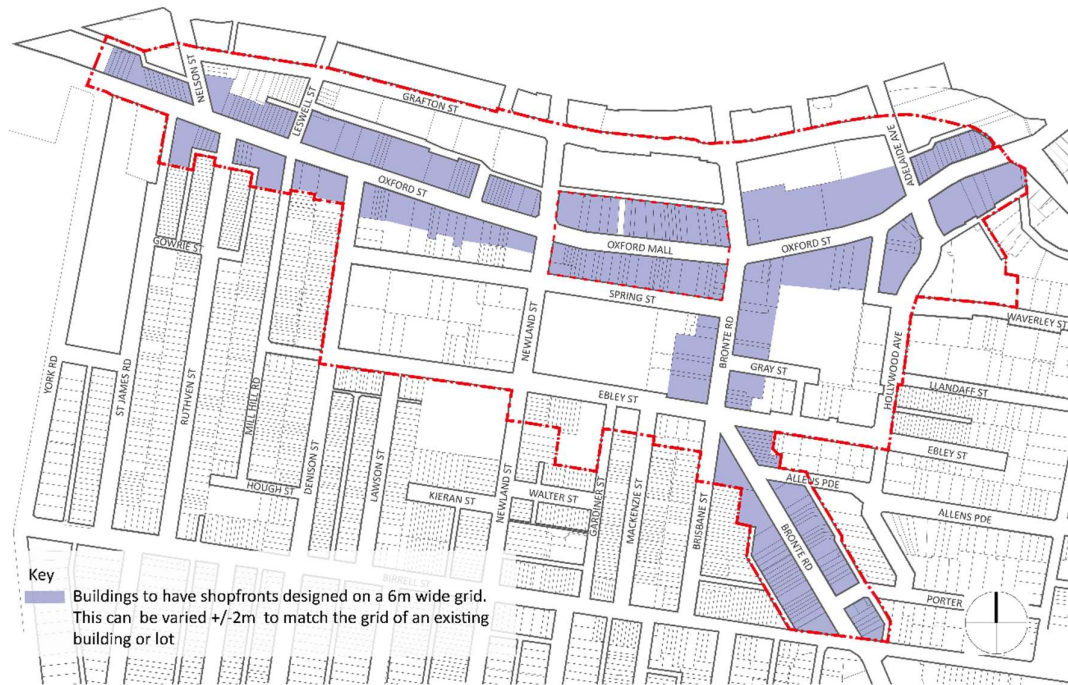 NELSON ST
LESWELL ST
GRAFTON ST
ADELAIDE AVE
OXFORD ST
OXFORD MALL
OXFORD ST
GOWRIE ST
SPRING ST
NEWLAND ST
BRONTE RD
WAVERLEY ST
YORK RD
ST JAMES RD
RUTHVEN ST
MILL HILL RD
GRAY ST
HOLLYWOOD AVE
LLANDAFF ST
EBLEY ST
EBLEY ST
DENISON ST
LAWSON ST
HOUGH ST
KIERAN ST
NEWLAND ST
WALTER ST
GARDINER ST
MACKENZIE ST
BRISBANE ST
ALLENS PDE
ALLENS PDE
BRONTE RD
PORTER
BIRRELL ST
Key
Buildings to have shopfronts designed on a 6m wide grid.
This can be varied +/-2m to match the grid of an existing
building or lot